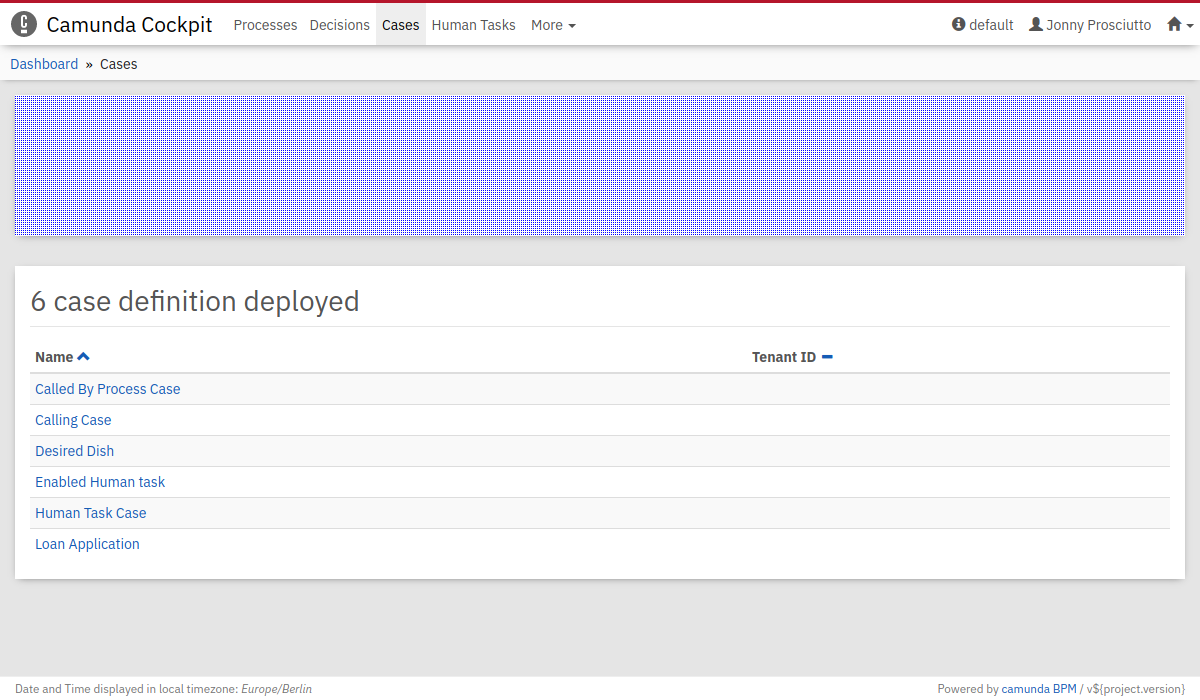 Camunda Cockpit Processes Decisions Cases Human Tasks More default Jonny Prosciutto
Dashboard » Cases
6 case definition deployed
Name Tenant ID
Called By Process Case
Calling Case
Desired Dish
Enabled Human task
Human Task Case
Loan Application
Date and Time displayed in local timezone: Europe/Berlin Powered by camunda BPM / v${project.version}